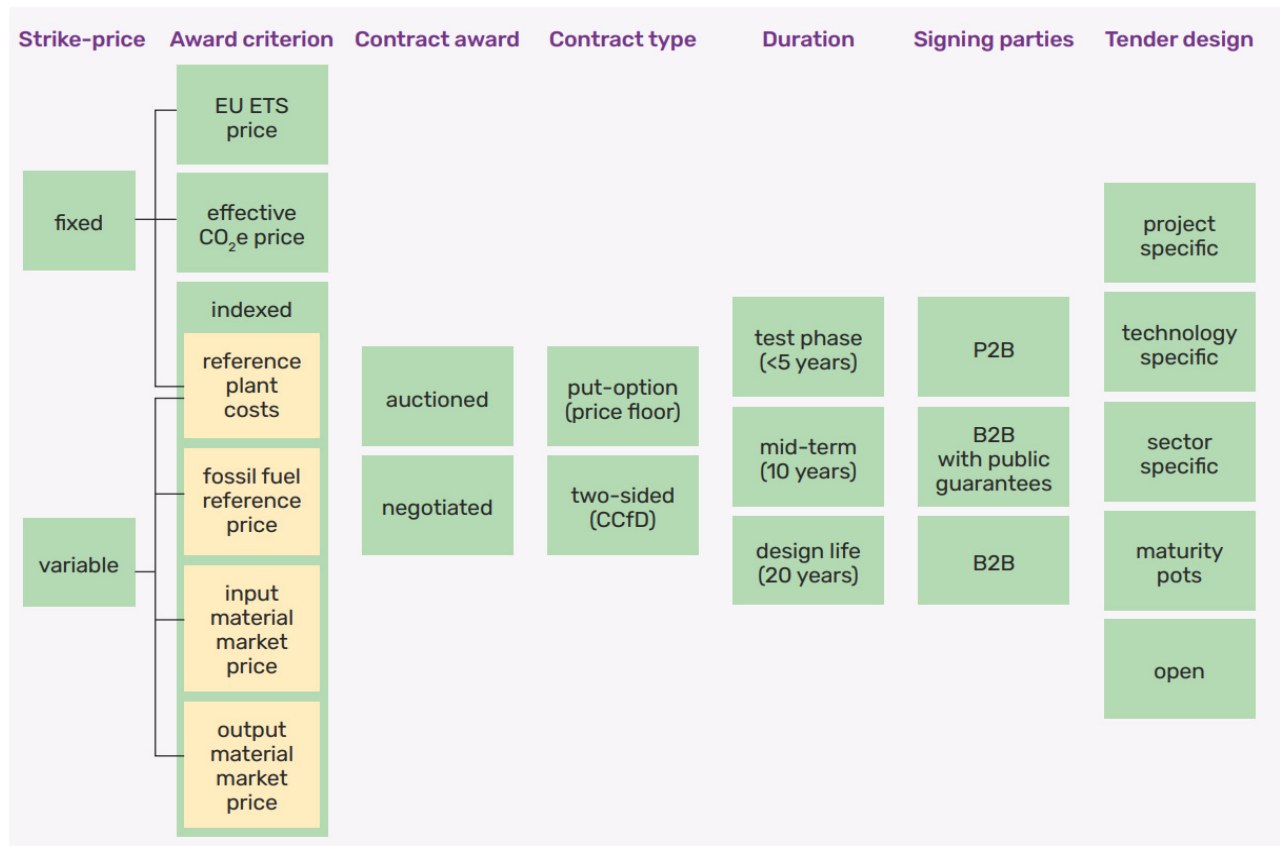 Strike-price
Award criterion
Contract award
Contract type
Duration
Signing parties
Tender design
fixed
variable
EU ETS
price
effective
CO₂e price
indexed
reference
plant
costs
fossil fuel
reference
price
input
material
market
price
output
material
market
price
auctioned
negotiated
put-option
(price floor)
two-sided
(CCfD)
test phase
(<5 years)
mid-term
(10 years)
design life
(20 years)
P2B
B2B
with public
guarantees
B2B
project
specific
technology
specific
sector
specific
maturity
pots
open